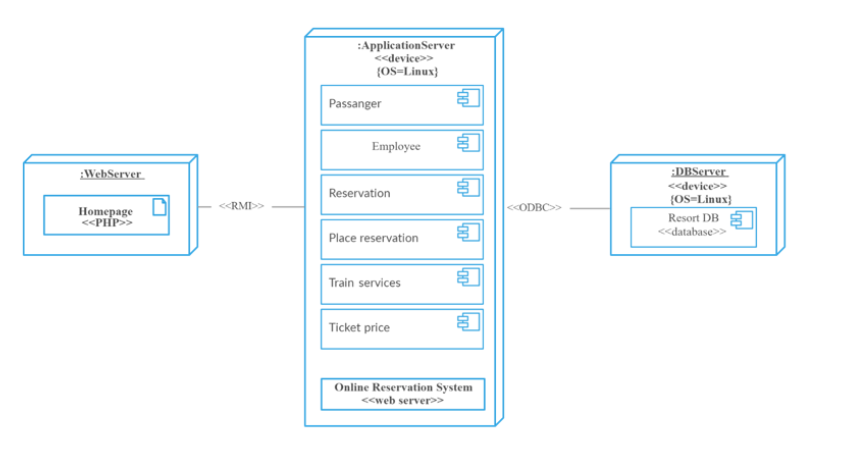 :WebServer
Homepage
<<PHP>>
<<RMI>>
:ApplicationServer
<<device>>
{OS=Linux}
Passanger
Employee
Reservation
Place reservation
Train services
Ticket price
Online Reservation System
<<web server>>
<<ODBC>>
:DBServer
<<device>>
{OS=Linux}
Resort DB
<<database>>